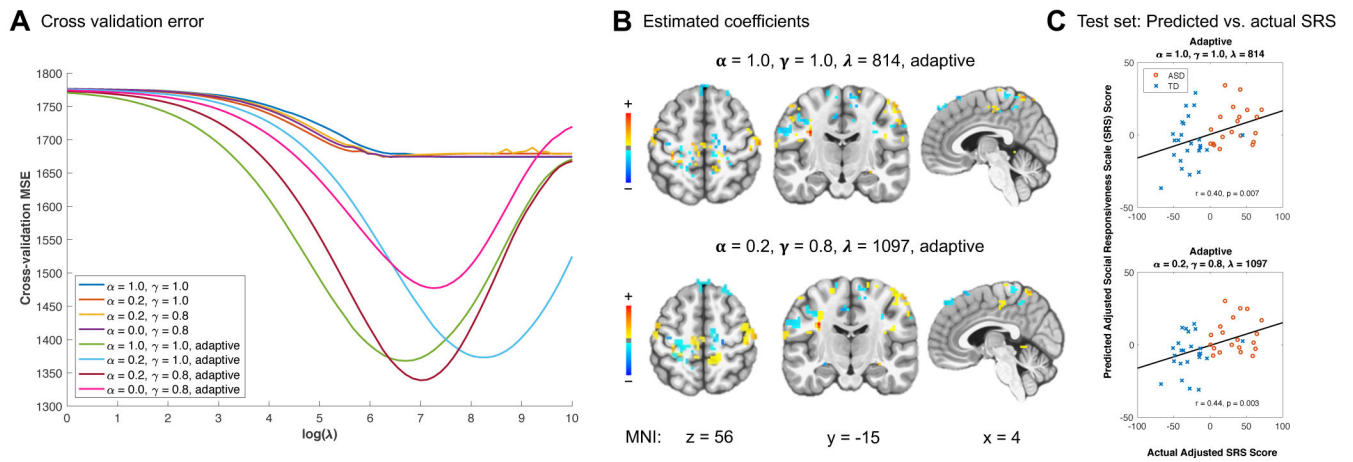 A Cross validation error
1800
1750
1700
1650
1600
1550
1500
1450
1400
1350
1300
Cross-validation MSE
0 1 2 3 4 5 6 7 8 9 10
log(λ)
α = 1.0, γ = 1.0
α = 0.2, γ = 1.0
α = 0.2, γ = 0.8
α = 0.0, γ = 0.8
α = 1.0, γ = 1.0, adaptive
α = 0.2, γ = 1.0, adaptive
α = 0.2, γ = 0.8, adaptive
α = 0.0, γ = 0.8, adaptive
B Estimated coefficients
α = 1.0, γ = 1.0, λ = 814, adaptive
+
−
α = 0.2, γ = 0.8, λ = 1097, adaptive
+
−
MNI: z = 56 y = -15 x = 4
C Test set: Predicted vs. actual SRS
Predicted Adjusted Social Responsiveness Scale (SRS) Score
Adaptive
α = 1.0, γ = 1.0, λ = 814
50
0
-50
ASD
TD
r = 0.40, p = 0.007
-100 -50 0 50 100
Adaptive
α = 0.2, γ = 0.8, λ = 1097
50
0
-50
r = 0.44, p = 0.003
-100 -50 0 50 100
Actual Adjusted SRS Score